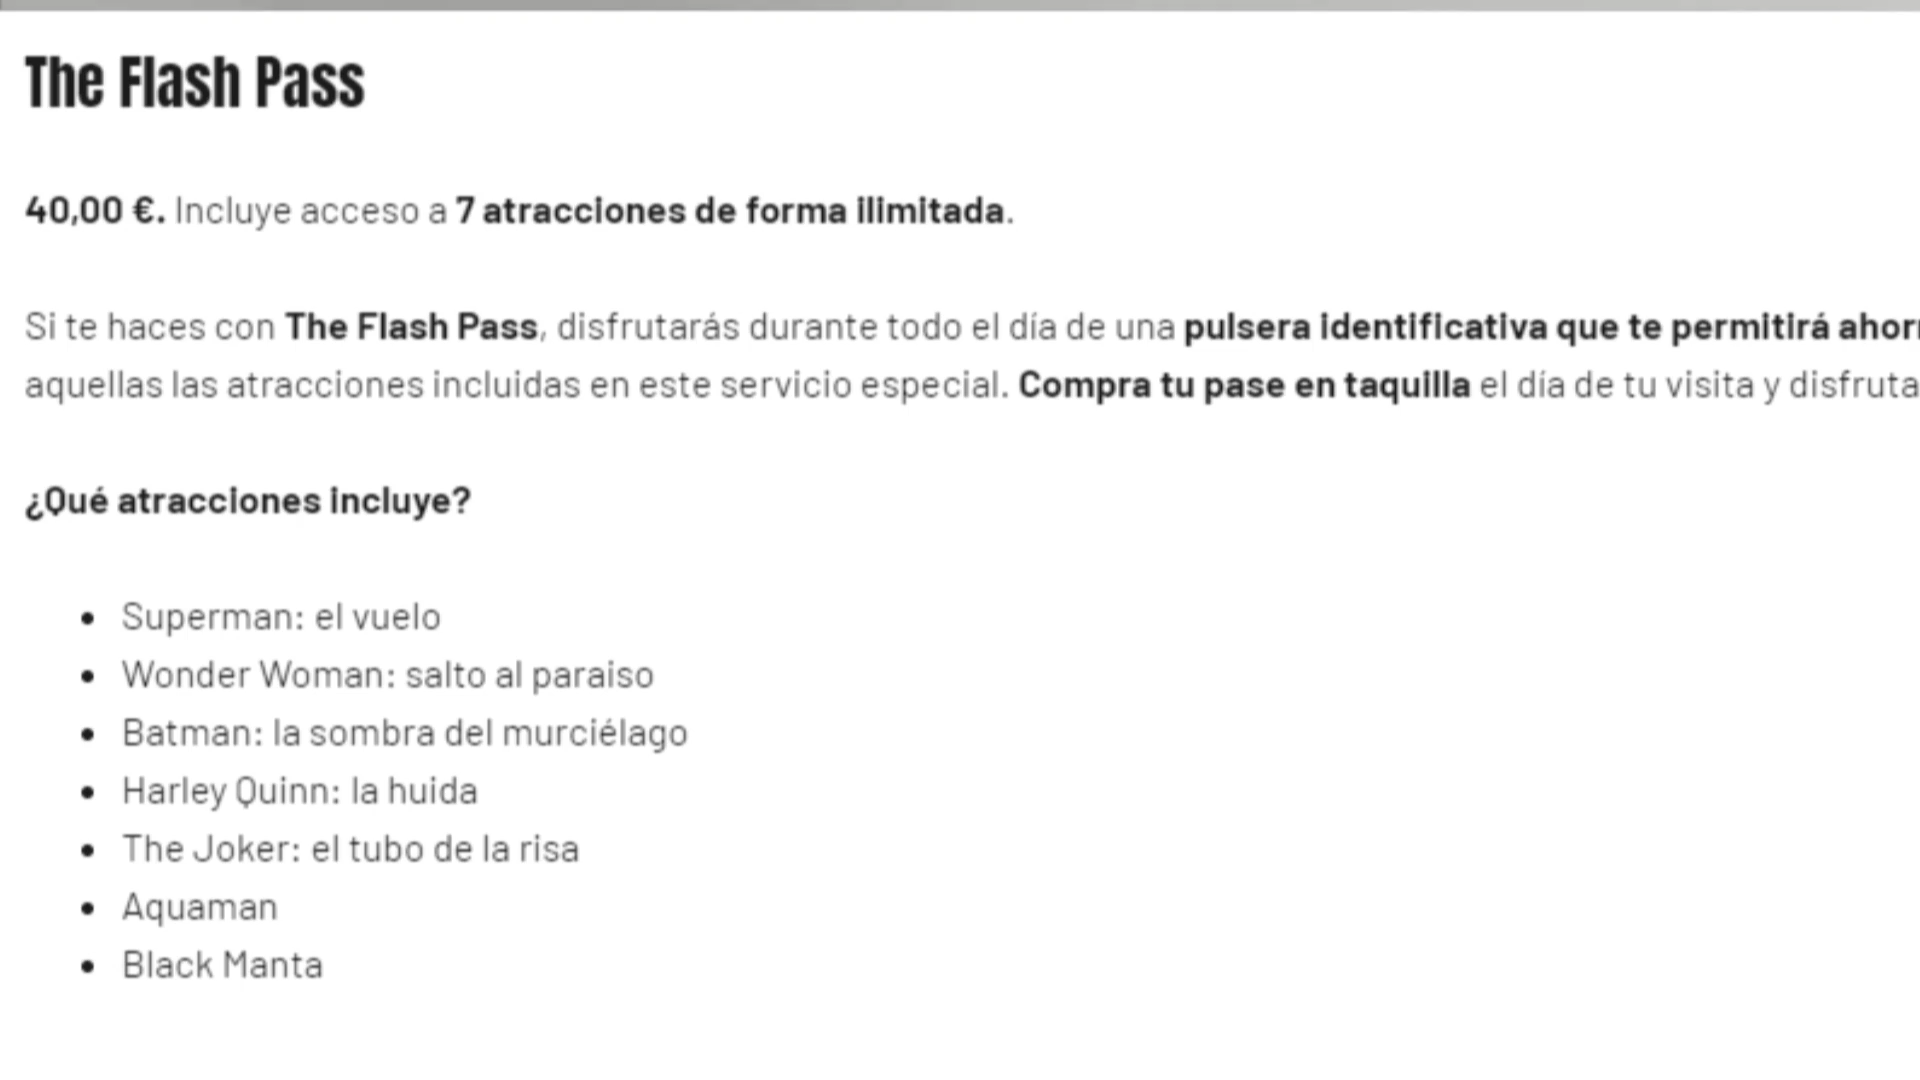 The Flash Pass
40,00 €. Incluye acceso a 7 atracciones de forma ilimitada.
Si te haces con The Flash Pass, disfrutarás durante todo el día de una pulsera identificativa que te permitirá
aquellas las atracciones incluidas en este servicio especial. Compra tu pase en taquilla el día de tu visita y disfruta
¿Qué atracciones incluye?
• Superman: el vuelo
• Wonder Woman: salto al paraiso
• Batman: la sombra del murciélago
• Harley Quinn: la huida
• The Joker: el tubo de la risa
• Aquaman
• Black Manta